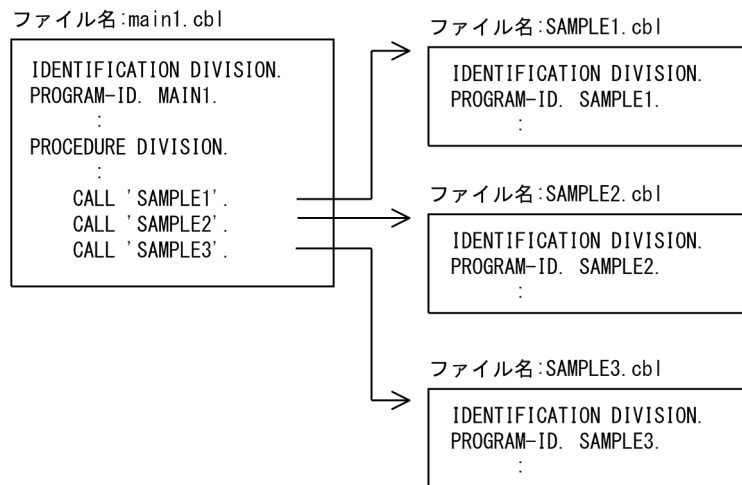 ファイル名:main1.cbl
IDENTIFICATION DIVISION.
PROGRAM-ID. MAIN1.
:
PROCEDURE DIVISION.
:
CALL 'SAMPLE1'.
CALL 'SAMPLE2'.
CALL 'SAMPLE3'.
ファイル名:SAMPLE1.cbl
IDENTIFICATION DIVISION.
PROGRAM-ID. SAMPLE1.
:
ファイル名:SAMPLE2.cbl
IDENTIFICATION DIVISION.
PROGRAM-ID. SAMPLE2.
:
ファイル名:SAMPLE3.cbl
IDENTIFICATION DIVISION.
PROGRAM-ID. SAMPLE3.
: